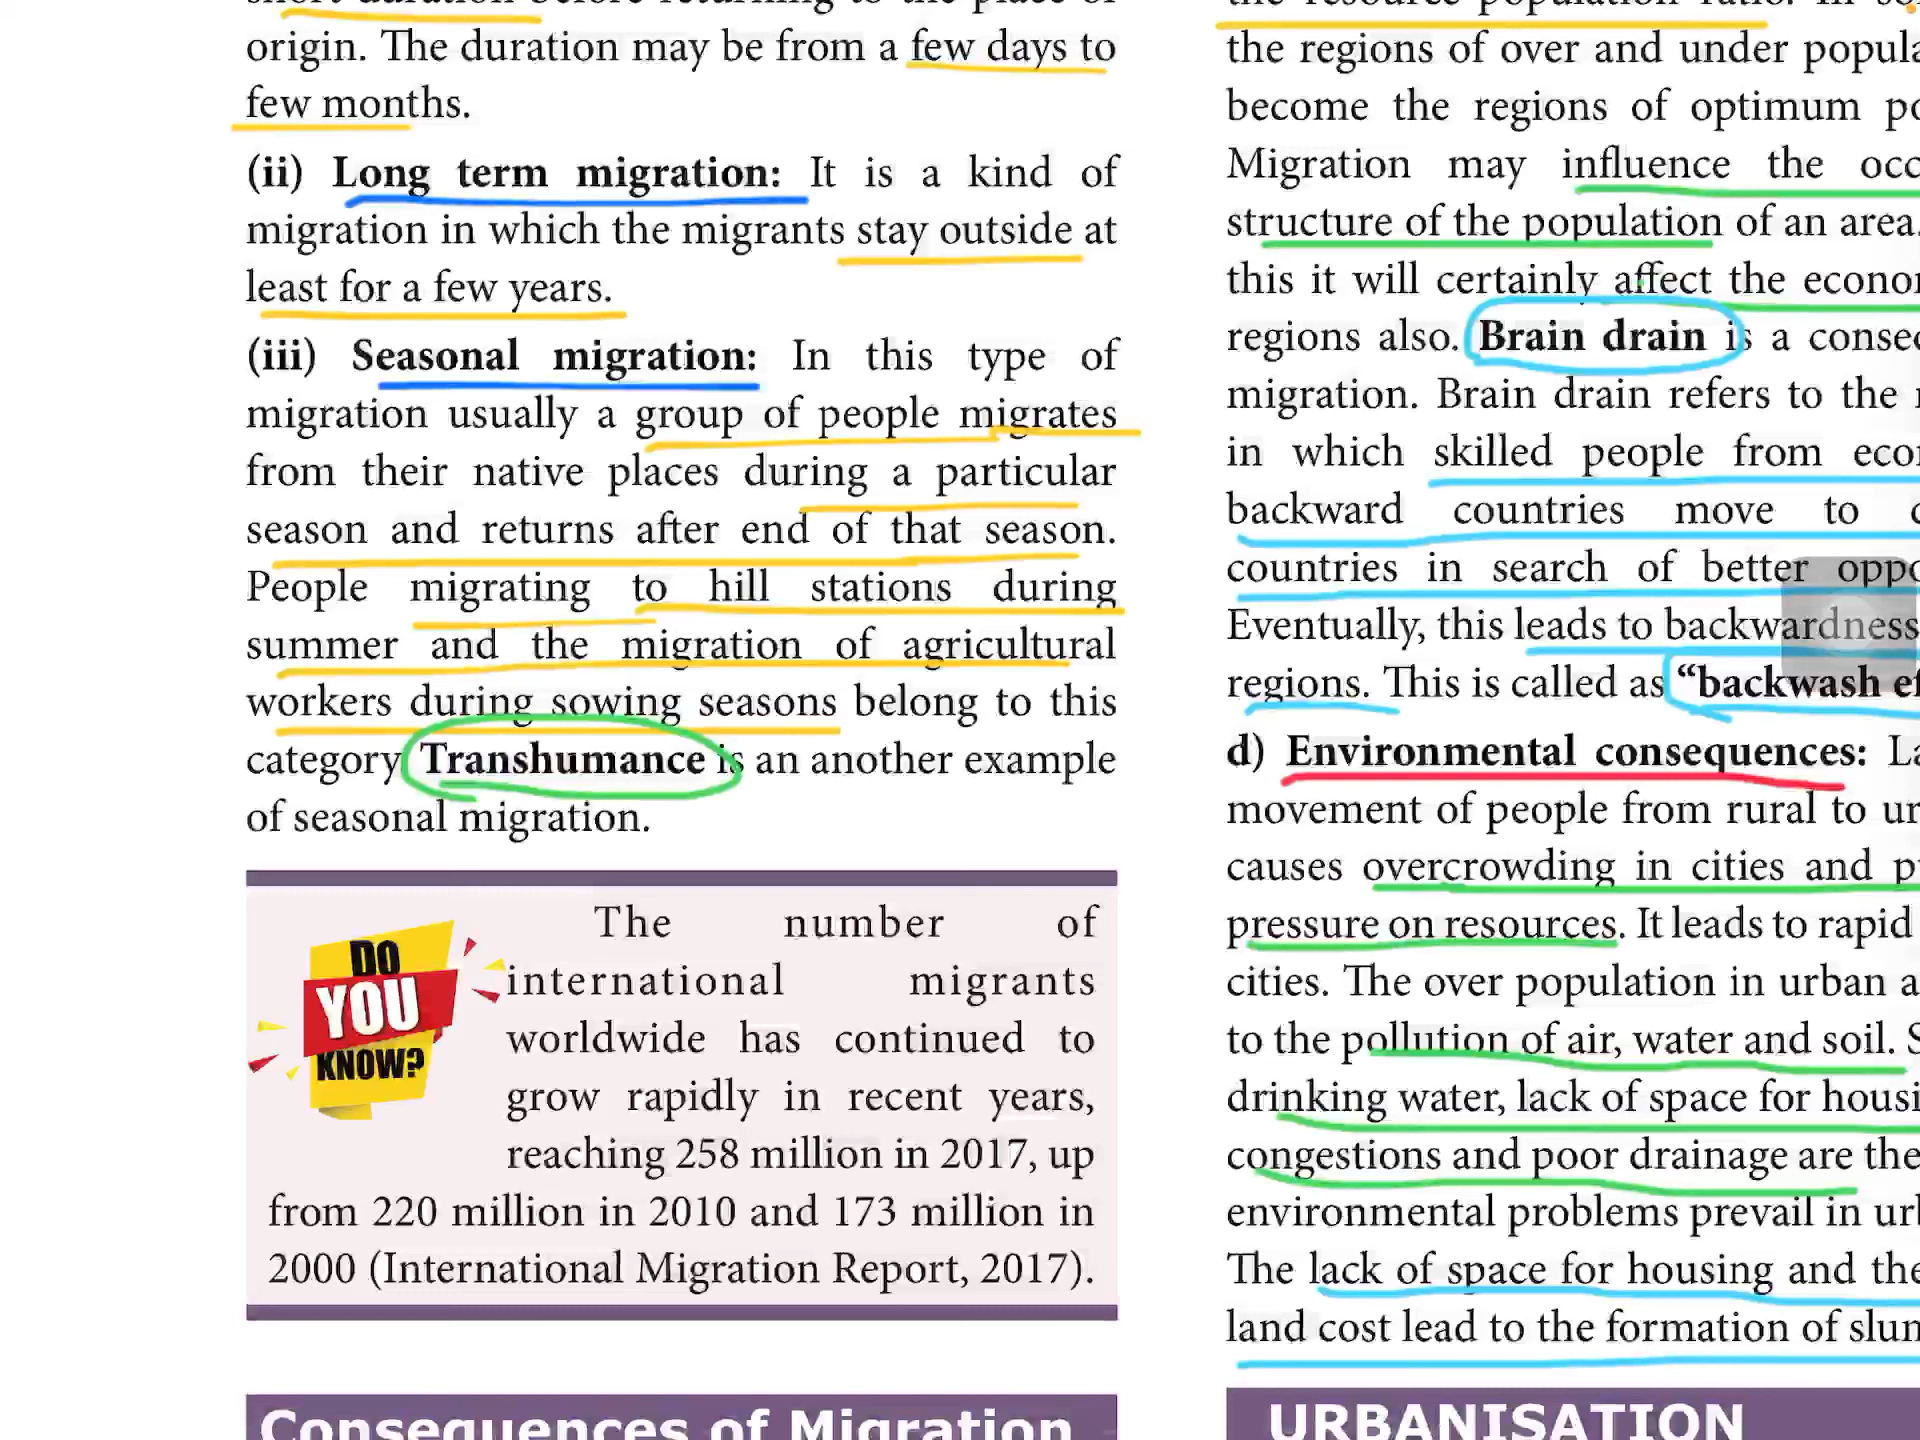 short duration before returning to the place of
origin. The duration may be from a few days to
few months.
(ii) Long term migration: It is a kind of
migration in which the migrants stay outside at
least for a few years.
(iii) Seasonal migration: In this type of
migration usually a group of people migrates
from their native places during a particular
season and returns after end of that season.
People migrating to hill stations during
summer and the migration of agricultural
workers during sowing seasons belong to this
category Transhumance is an another example
of seasonal migration.
DO
YOU
KNOW?
The number of
international migrants
worldwide has continued to
grow rapidly in recent years,
reaching 258 million in 2017, up
from 220 million in 2010 and 173 million in
2000 (International Migration Report, 2017).
Consequences of Migration
the resource population ratio. In
the regions of over and under
become the regions of optimum
Migration may influence the
structure of the population of an area.
this it will certainly affect the
regions also. Brain drain is a
migration. Brain drain refers to the
in which skilled people from
backward countries move to
countries in search of better
Eventually, this leads to backwardness
regions. This is called as “backwash
d) Environmental consequences:
movement of people from rural to
causes overcrowding in cities and
pressure on resources. It leads to rapid
cities. The over population in urban
to the pollution of air, water and soil.
drinking water, lack of space for
congestions and poor drainage are the
environmental problems prevail in
The lack of space for housing and
land cost lead to the formation of
URBANISATION